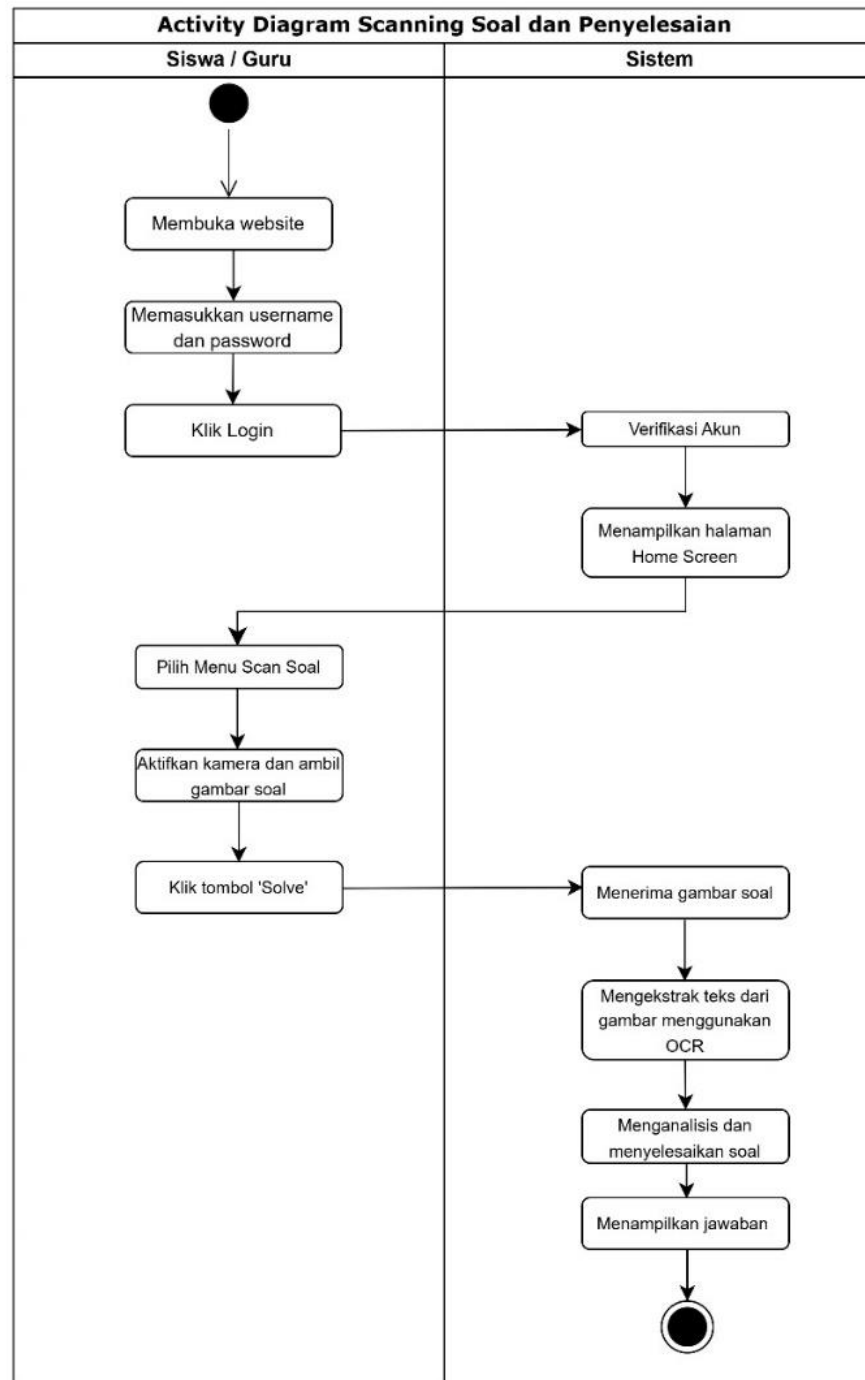 Activity Diagram Scanning Soal dan Penyelesaian
Siswa / Guru
Sistem
Membuka website
Memasukkan username
dan password
Klik Login
Verifikasi Akun
Menampilkan halaman
Home Screen
Pilih Menu Scan Soal
Aktifkan kamera dan ambil
gambar soal
Klik tombol 'Solve'
Menerima gambar soal
Mengekstrak teks dari
gambar menggunakan
OCR
Menganalisis dan
menyelesaikan soal
Menampilkan jawaban